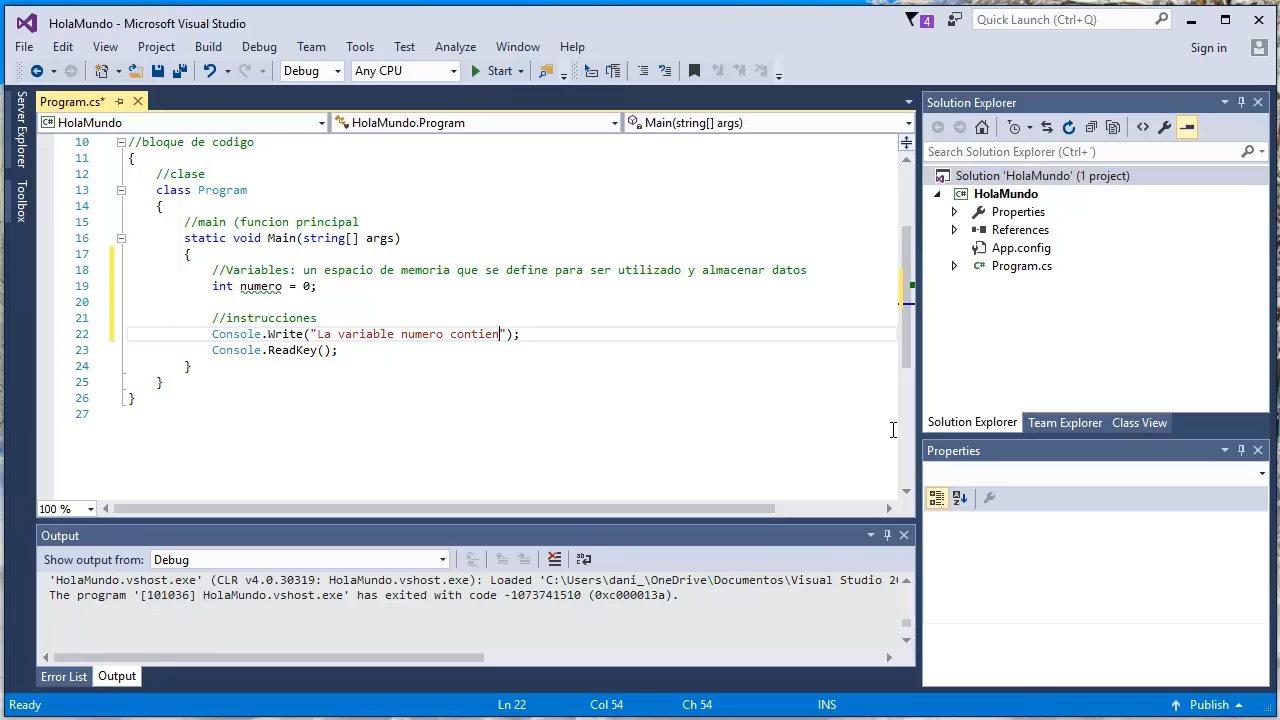 HolaMundo - Microsoft Visual Studio
4
Quick Launch (Ctrl+Q)
File Edit View Project Build Debug Team Tools Test Analyze Window Help
Sign in
Debug Any CPU Start
Server Explorer
Toolbox
Program.cs*
HolaMundo HolaMundo.Program Main(string[] args)
10 //bloque de codigo
11 {
12 //clase
13 class Program
14 {
15 //main (funcion principal
16 static void Main(string[] args)
17 {
18 //Variables: un espacio de memoria que se define para ser utilizado y almacenar datos
19 int numero = 0;
20
21 //instrucciones
22 Console.Write("La variable numero contien");
23 Console.ReadKey();
24 }
25 }
26 }
27
100 %
Output
Show output from: Debug
'HolaMundo.vshost.exe' (CLR v4.0.30319: HolaMundo.vshost.exe): Loaded 'C:\Users\dani_\OneDrive\Documentos\Visual Studio 20
The program '[101036] HolaMundo.vshost.exe' has exited with code -1073741510 (0xc000013a).
Error List Output
Solution Explorer
Search Solution Explorer (Ctrl+´)
Solution 'HolaMundo' (1 project)
HolaMundo
Properties
References
App.config
Program.cs
Solution Explorer Team Explorer Class View
Properties
Ready Ln 22 Col 54 Ch 54 INS Publish